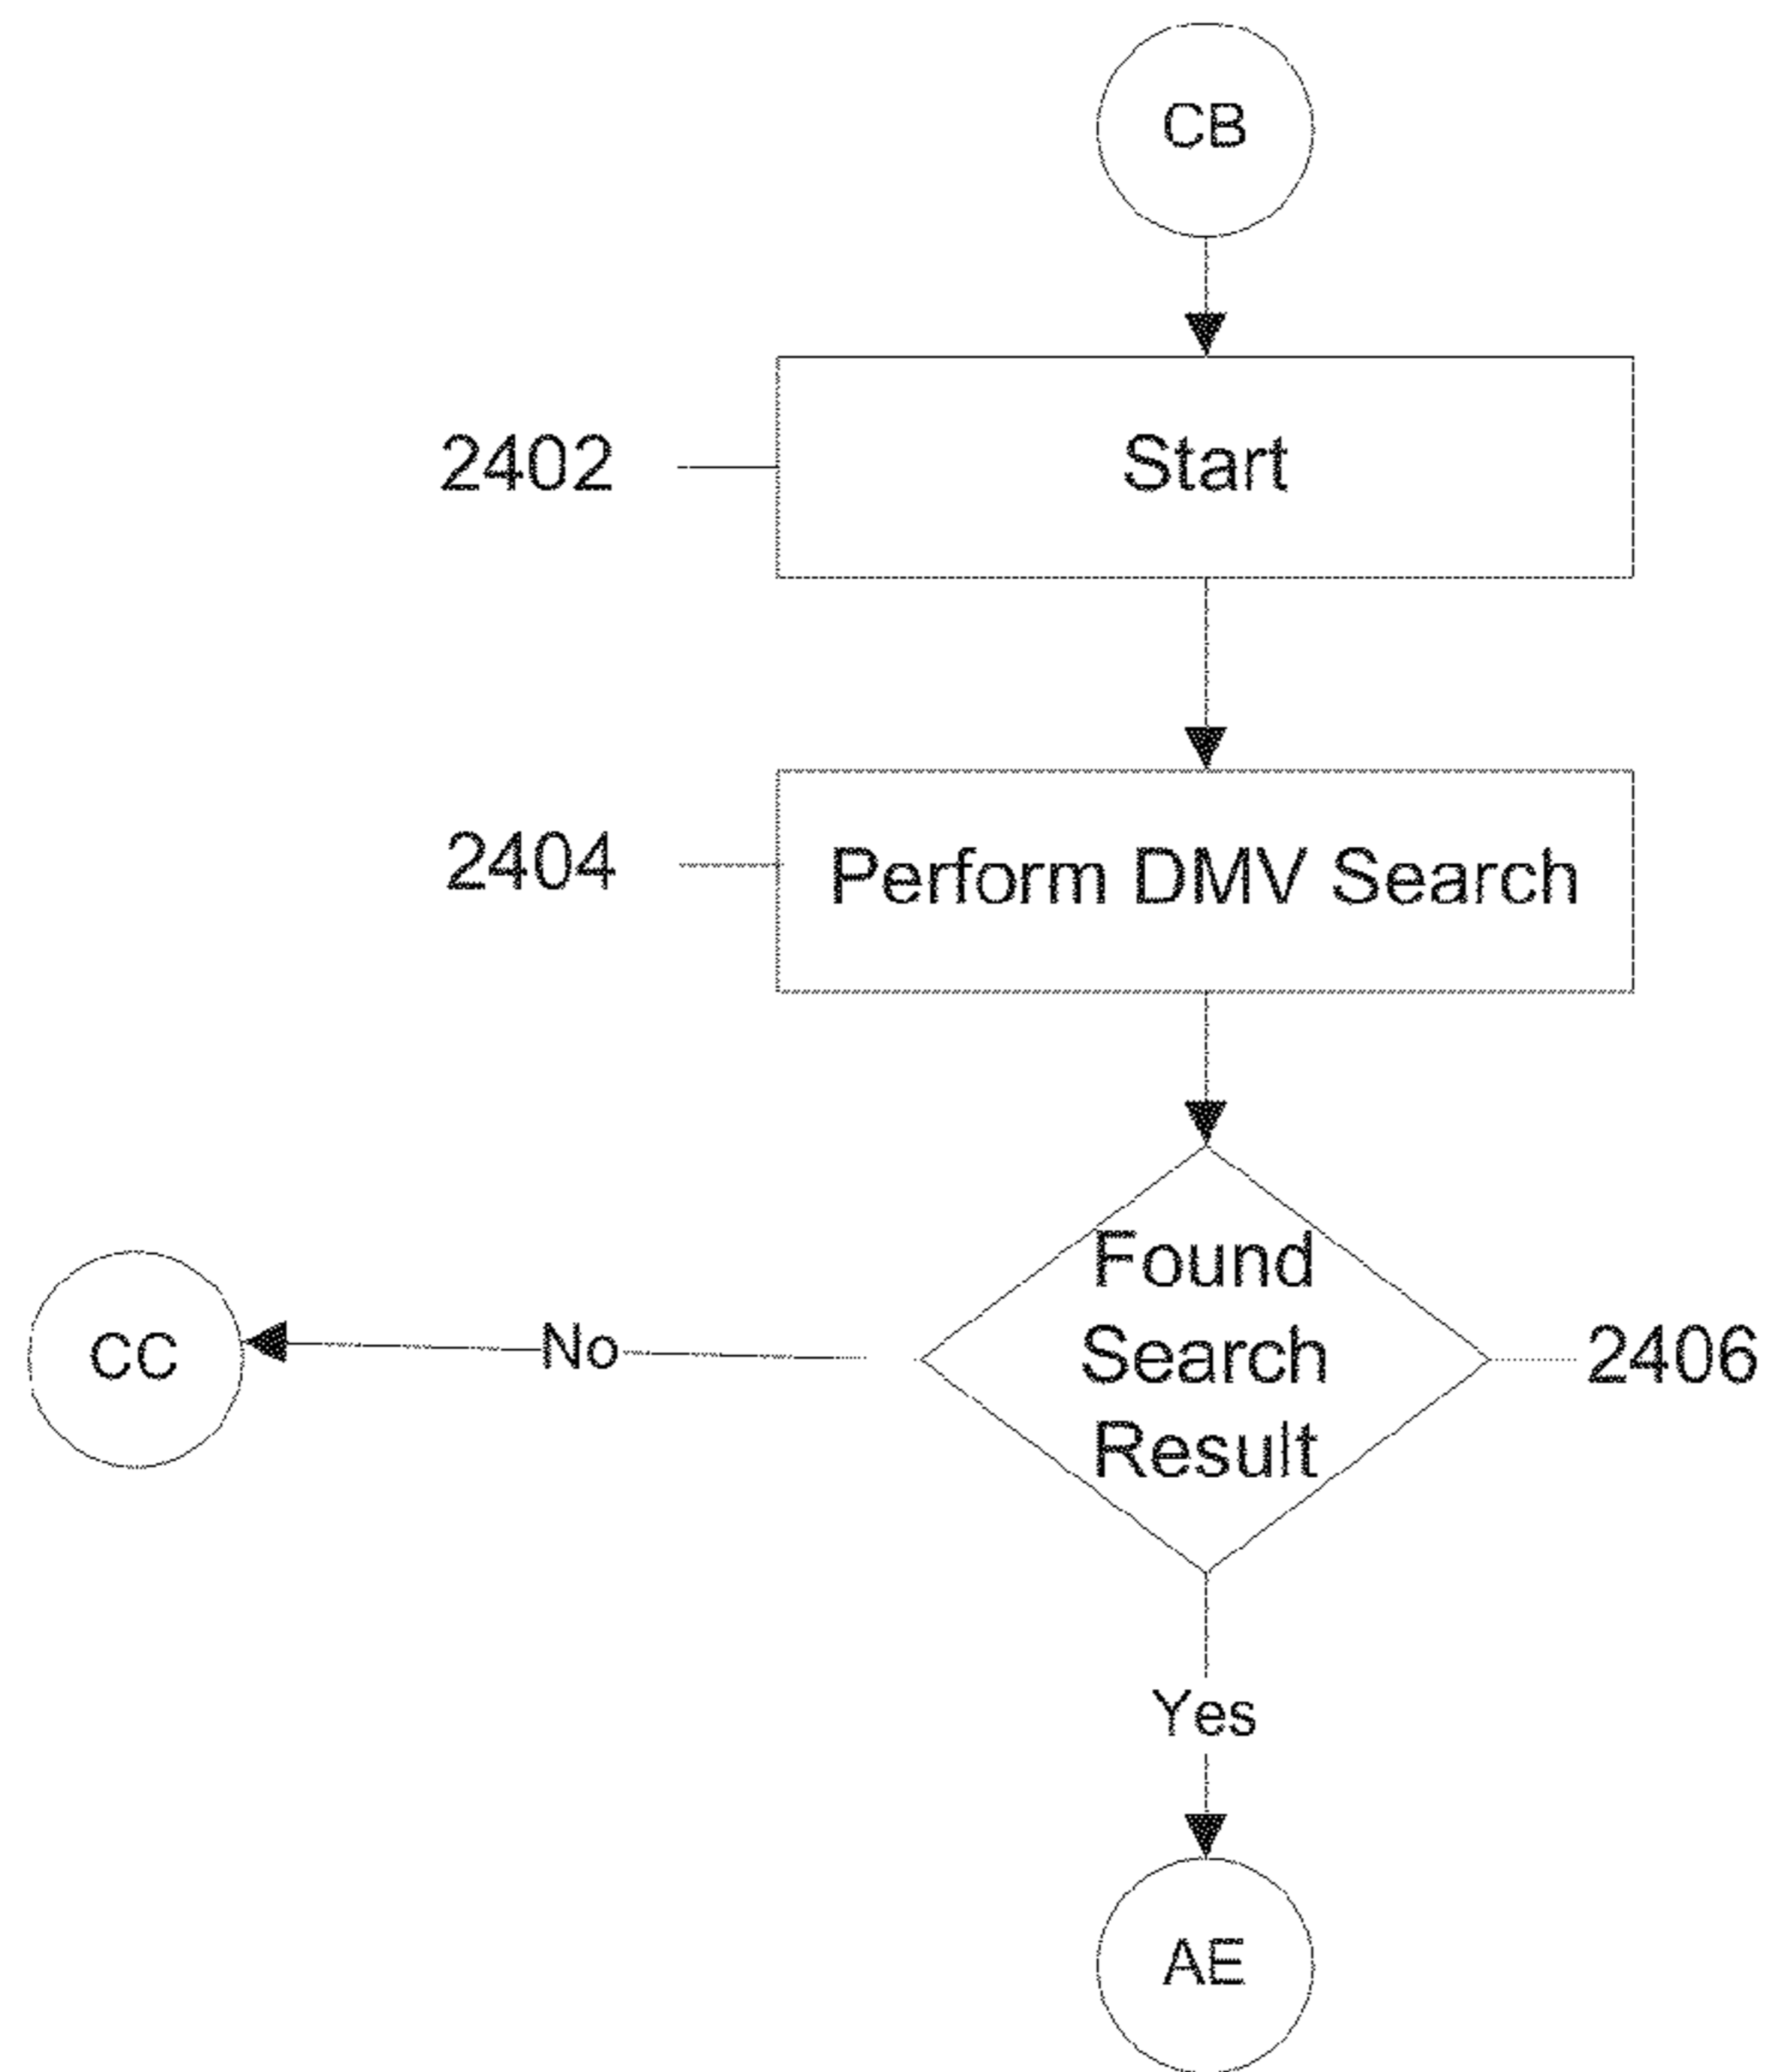 CB
2402
Start
2404
Perform DMV Search
Found
Search
Result
2406
No
CC
Yes
AE